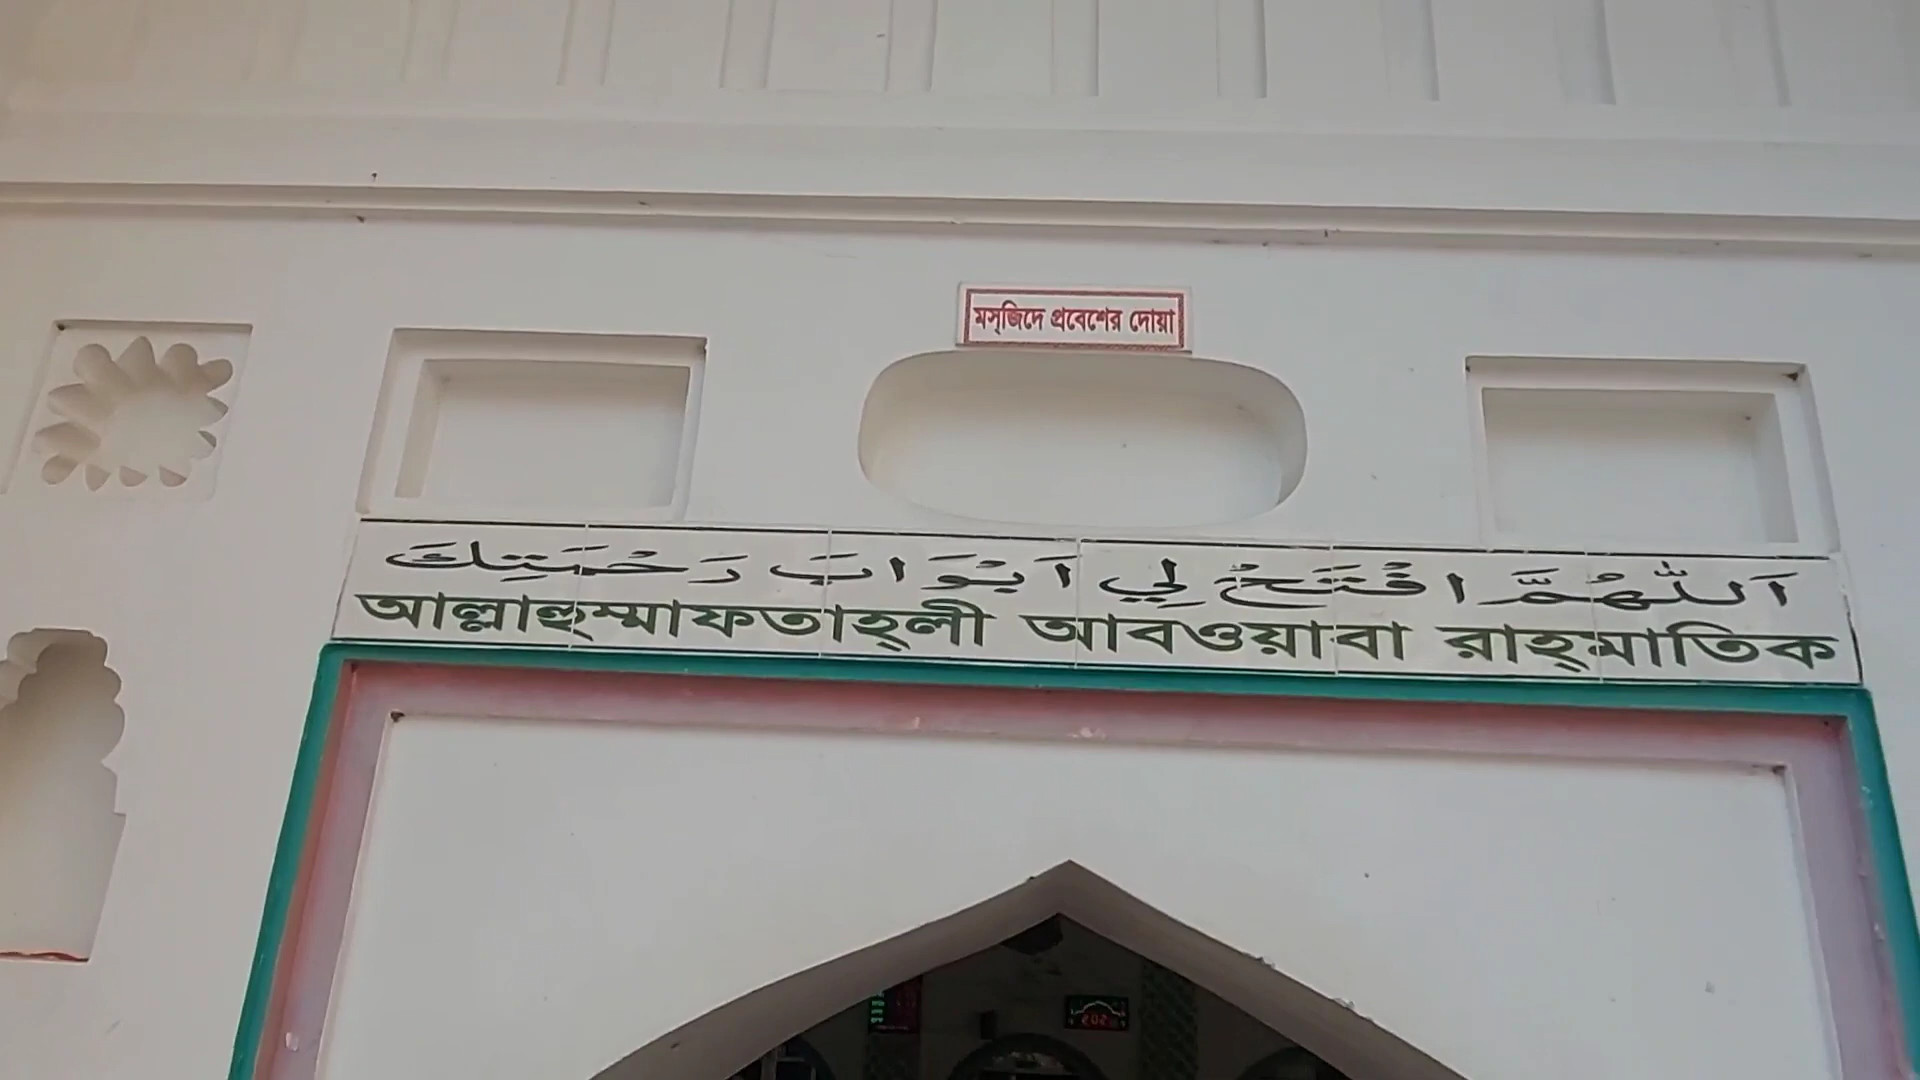 মসৃজিদে প্রবেশের দোয়া
اَللّٰهُمَّ افْتَحْ لِي اَبْوَابَ رَحْمَتِكَ
আল্লাহুম্মাফতাহ্‌লী আবওয়াবা রাহ্‌মাতিক